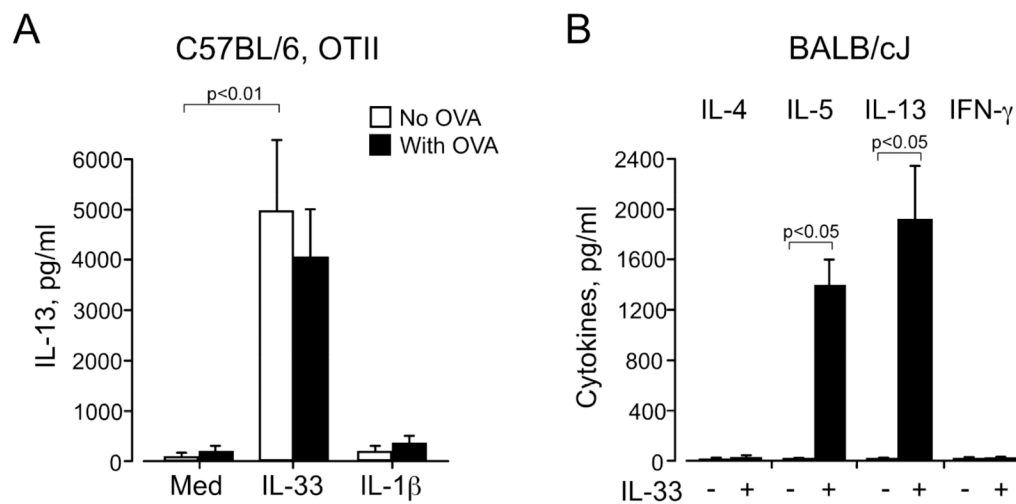 A
C57BL/6, OTII
p<0.01
No OVA
With OVA
IL-13, pg/ml
6000
5000
4000
3000
2000
1000
0
Med IL-33 IL-1β
B
BALB/cJ
IL-4 IL-5 IL-13 IFN-γ
p<0.05
p<0.05
Cytokines, pg/ml
2400
2000
1600
1200
800
400
0
IL-33 - + - + - + - +